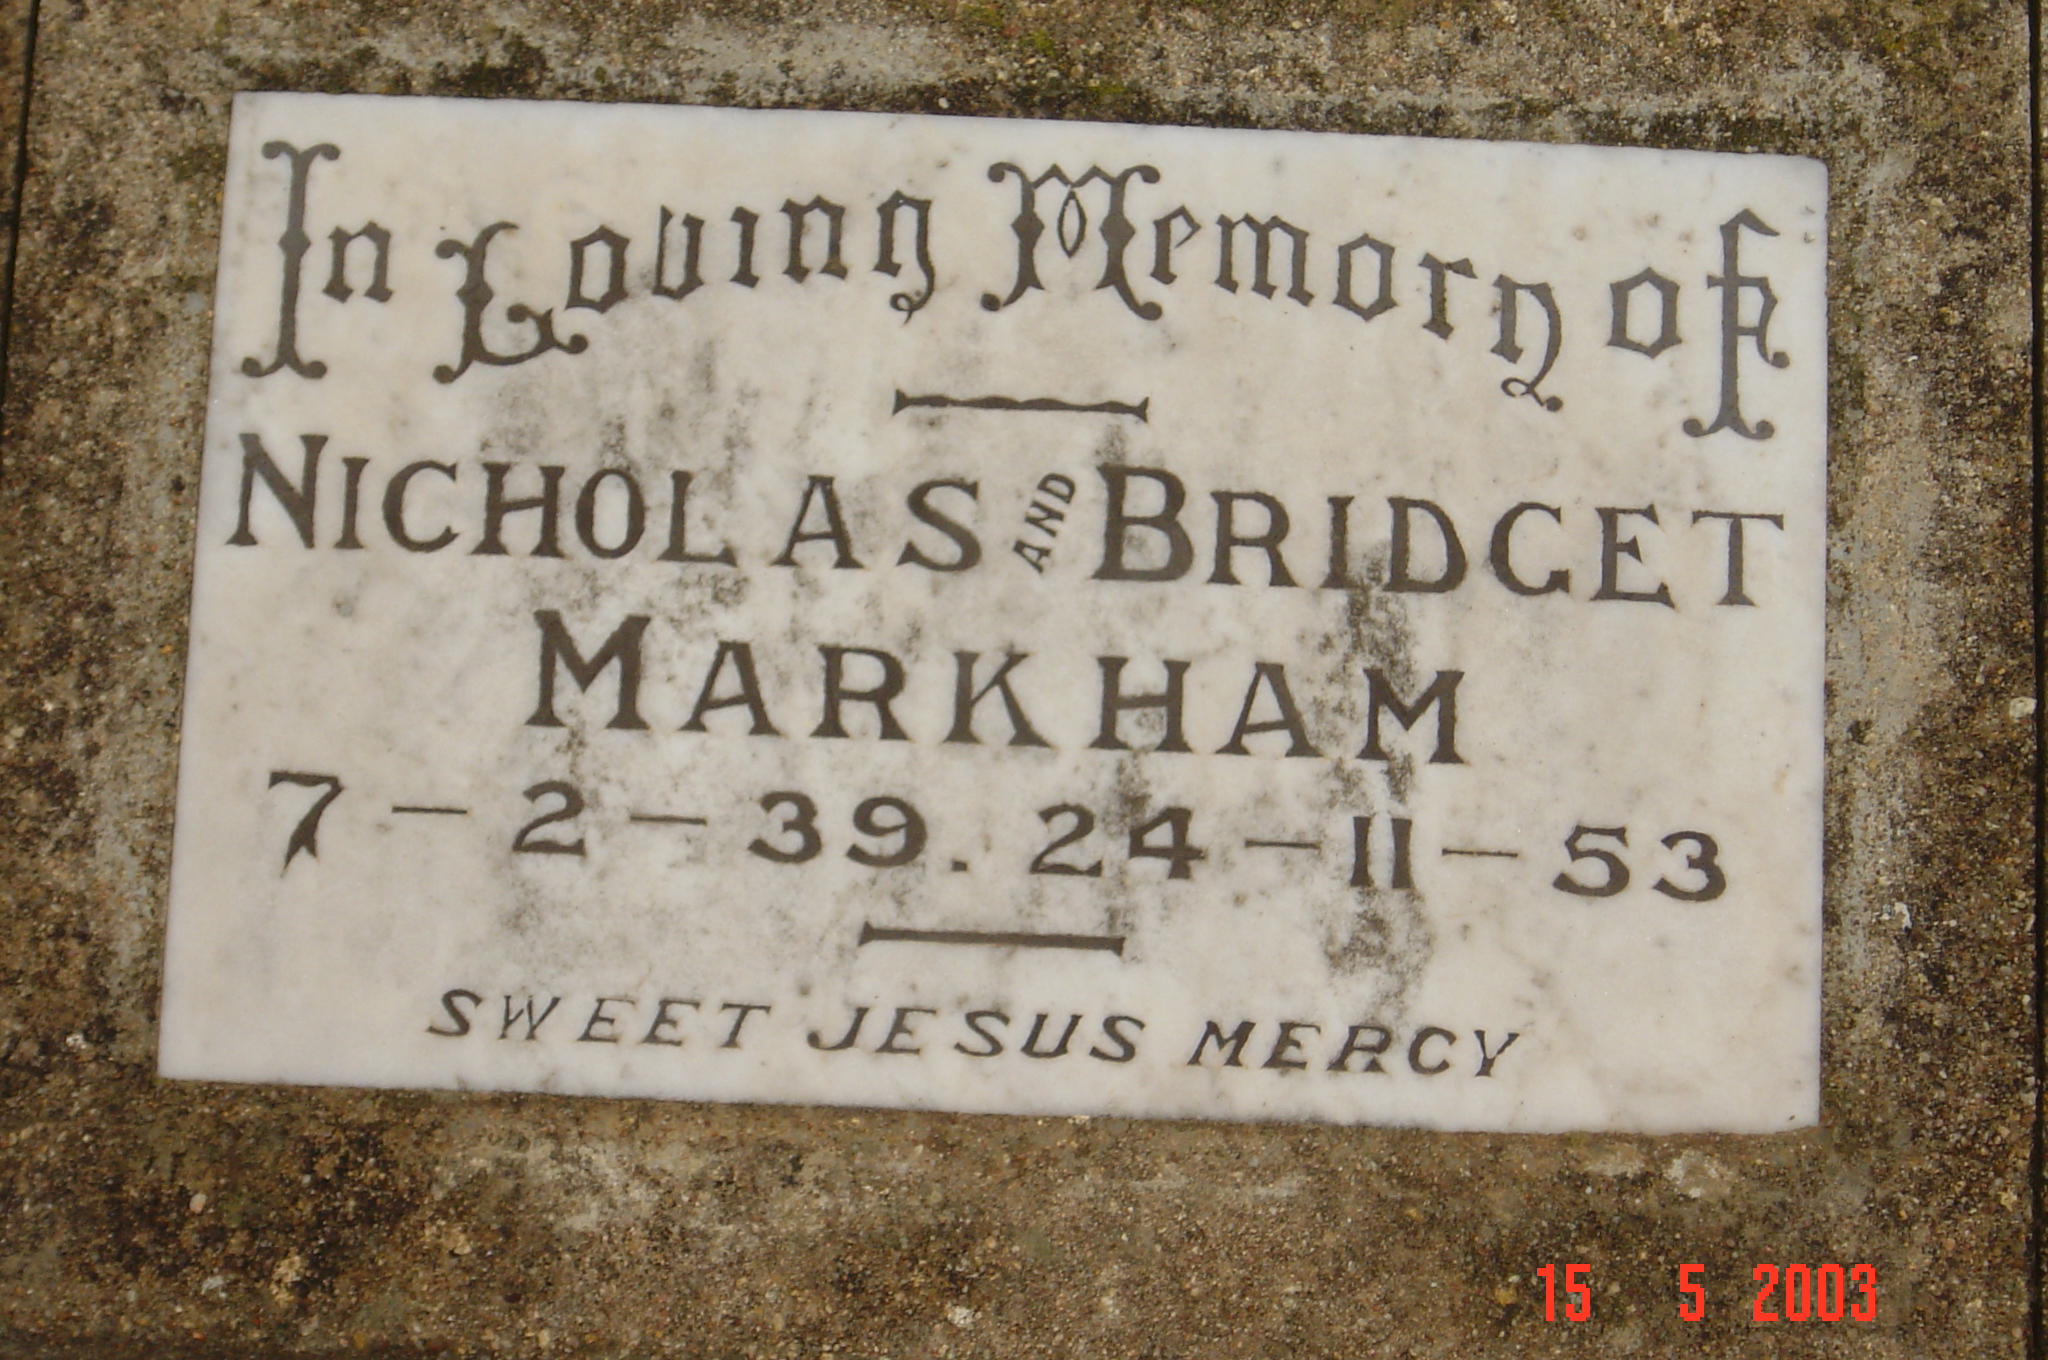 In Loving Memory of
NICHOLAS AND BRIDGET
MARKHAM
7-2-39. 24-11-53
SWEET JESUS MERCY
15 5 2003